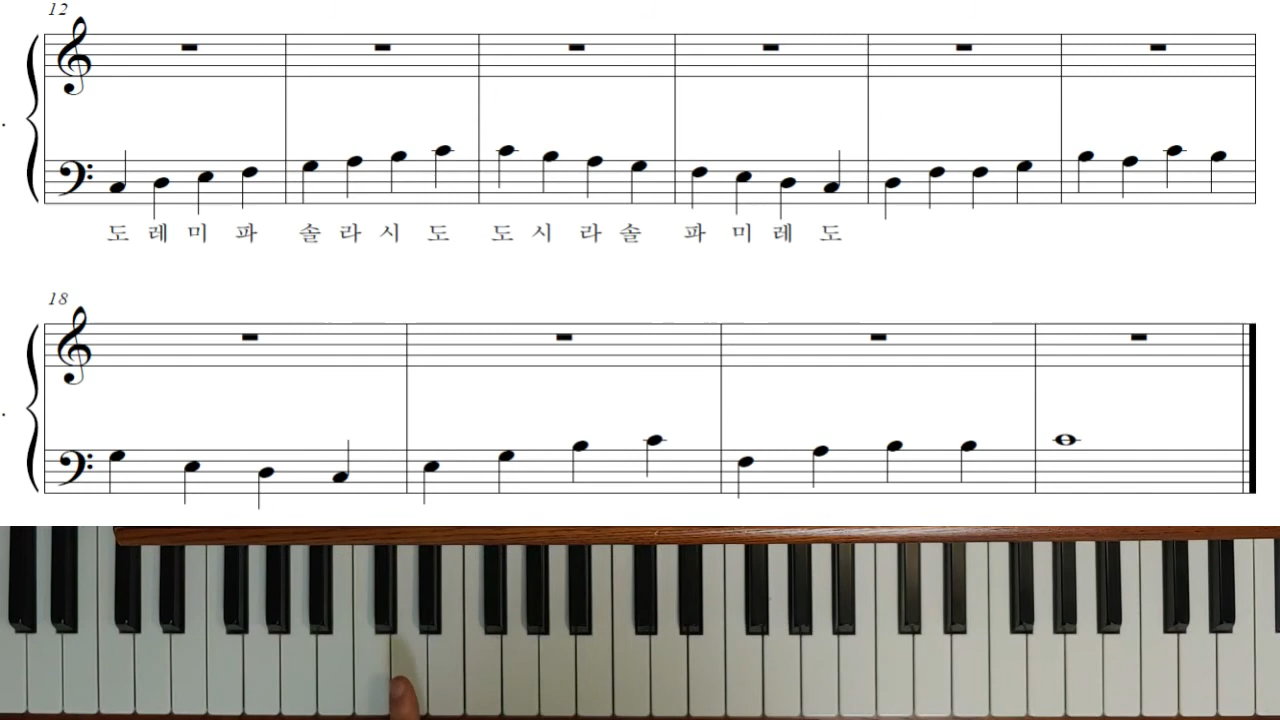 12
도 레 미 파 솔 라 시 도 도 시 라 솔 파 미 레 도
18